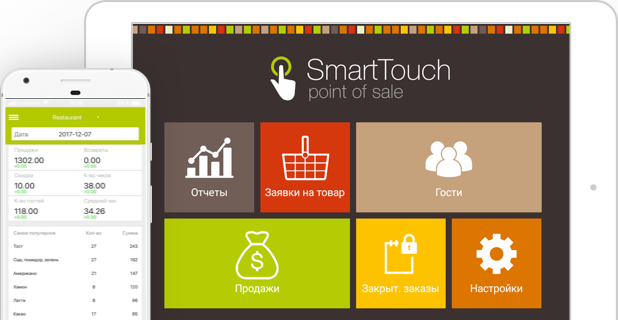 Restaurant
Дата 2017-12-07
Продажи Возвраты
1302.00 0.00
+0.00 +0.00
Скидка К-во чеков
10.00 38.00
+0.00 +0.00
К-во гостей Средний чек
118.00 34.26
+0.00 +0.00
Самое популярное Кол-во Сумма
Тост 27 243
Сыр, помидор, зелень 27 162
Американо 21 147
Хамон 6 120
Латте 8 96
Какао 17 85
SmartTouch
point of sale
Отчеты
Заявки на товар
Гости
$
Продажи
Закрыт. заказы
Настройки